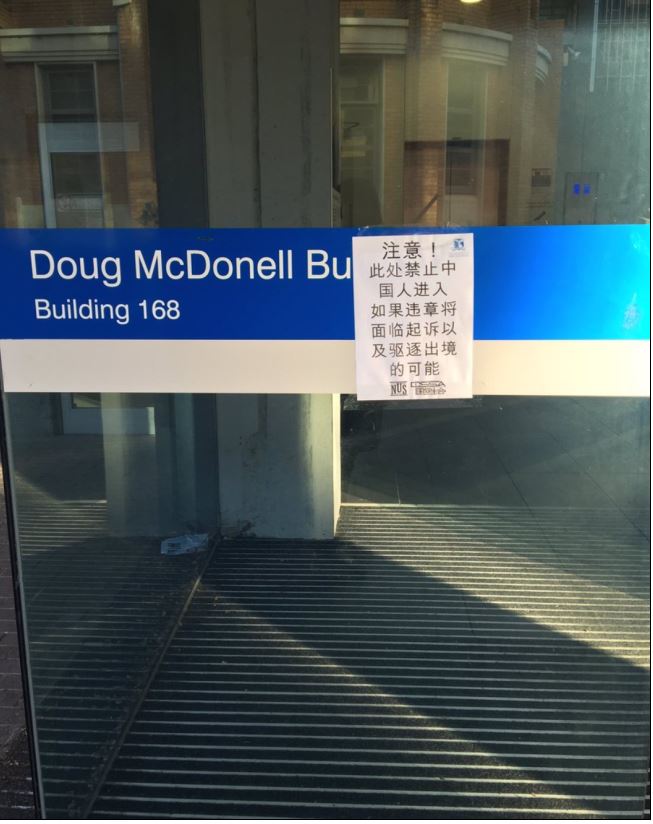 Doug McDonell Bu
Building 168
注意！
此处禁止中
国人进入
如果违章将
面临起诉以
及驱逐出境
的可能
NUS